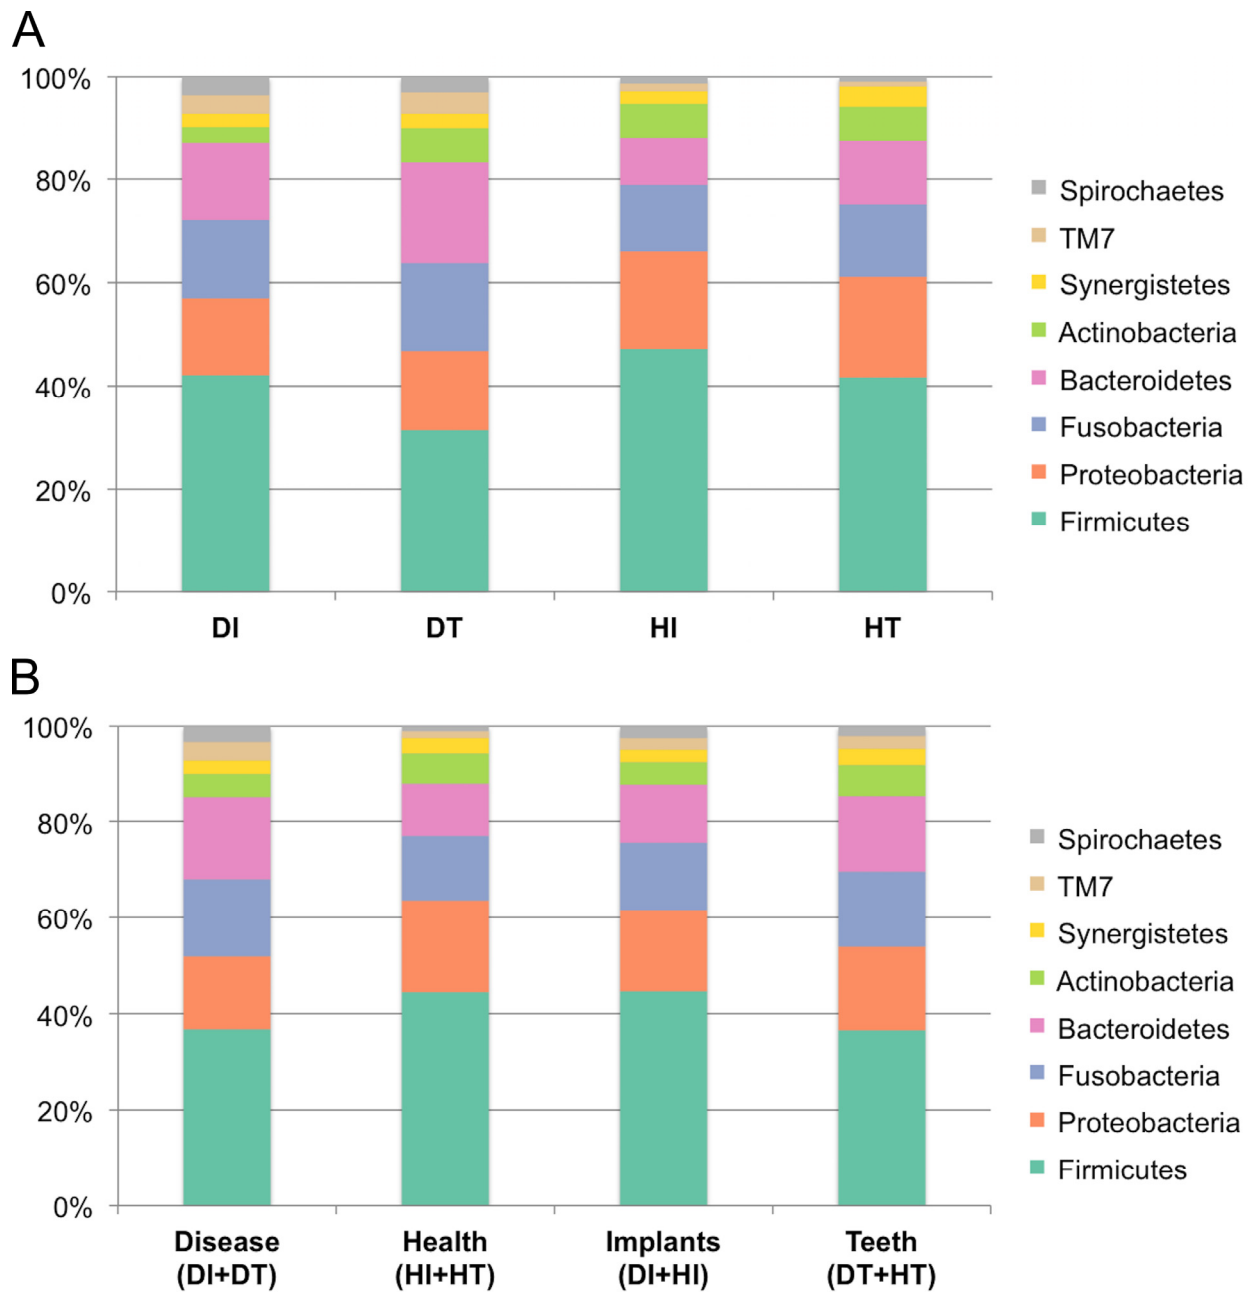 A
100%
80%
60%
40%
20%
0%
DI DT HI HT
Spirochaetes
TM7
Synergistetes
Actinobacteria
Bacteroidetes
Fusobacteria
Proteobacteria
Firmicutes
B
100%
80%
60%
40%
20%
0%
Disease Health Implants Teeth
(DI+DT) (HI+HT) (DI+HI) (DT+HT)
Spirochaetes
TM7
Synergistetes
Actinobacteria
Bacteroidetes
Fusobacteria
Proteobacteria
Firmicutes